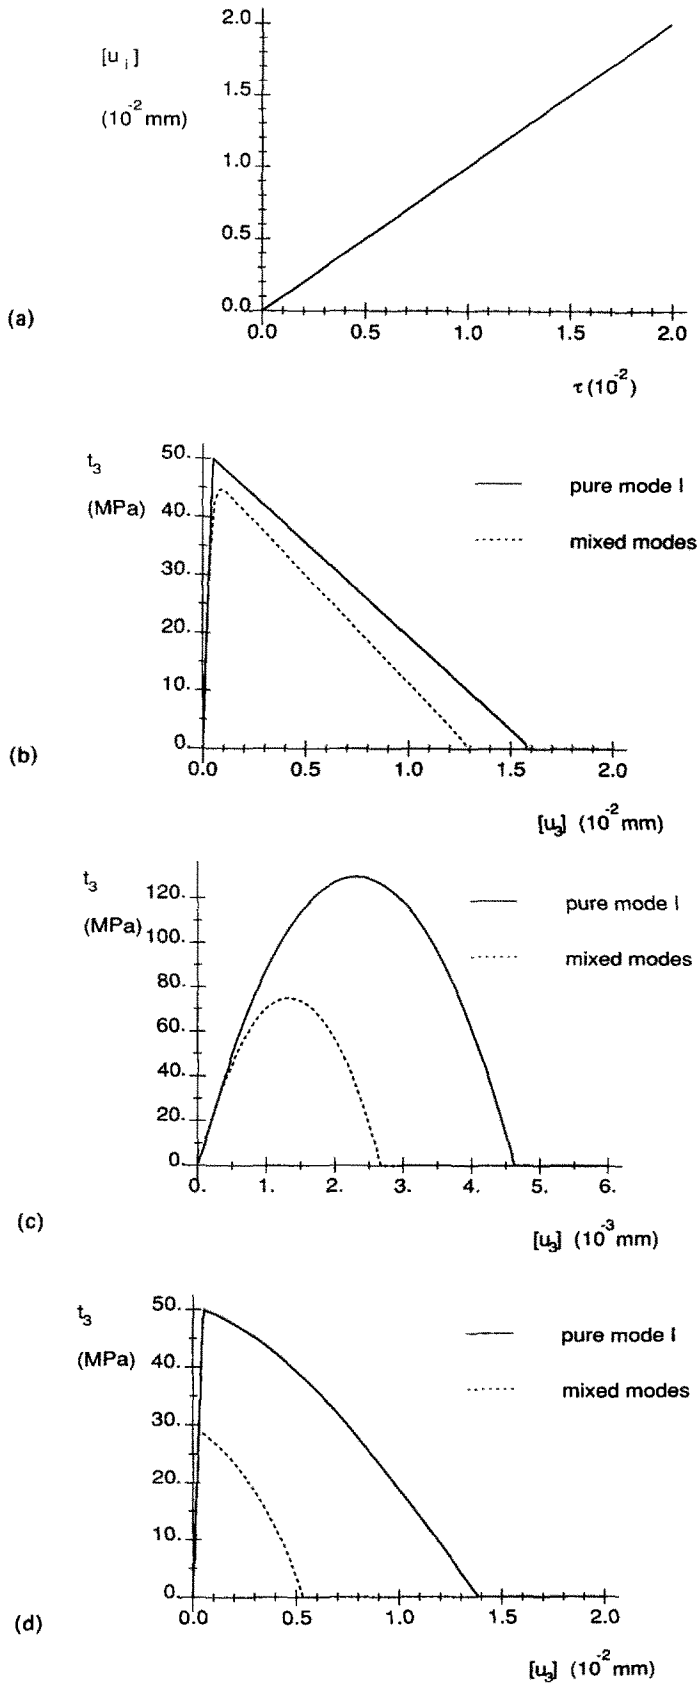 2.0
[u i]
1.5
(10⁻² mm)
1.0
0.5
0.0
(a)
0.0 0.5 1.0 1.5 2.0
τ (10⁻²)
t₃
50.
pure mode I
(MPa)
40.
mixed modes
30.
20.
10.
0.
(b)
0.0 0.5 1.0 1.5 2.0
[u₃] (10⁻² mm)
t₃
120.
pure mode I
(MPa)
100.
mixed modes
80.
60.
40.
20.
0.
0. 1. 2. 3. 4. 5. 6.
(c)
[u₃] (10⁻³ mm)
t₃
50.
pure mode I
(MPa)
40.
mixed modes
30.
20.
10.
0.
0.0 0.5 1.0 1.5 2.0
(d)
[u₃] (10⁻² mm)